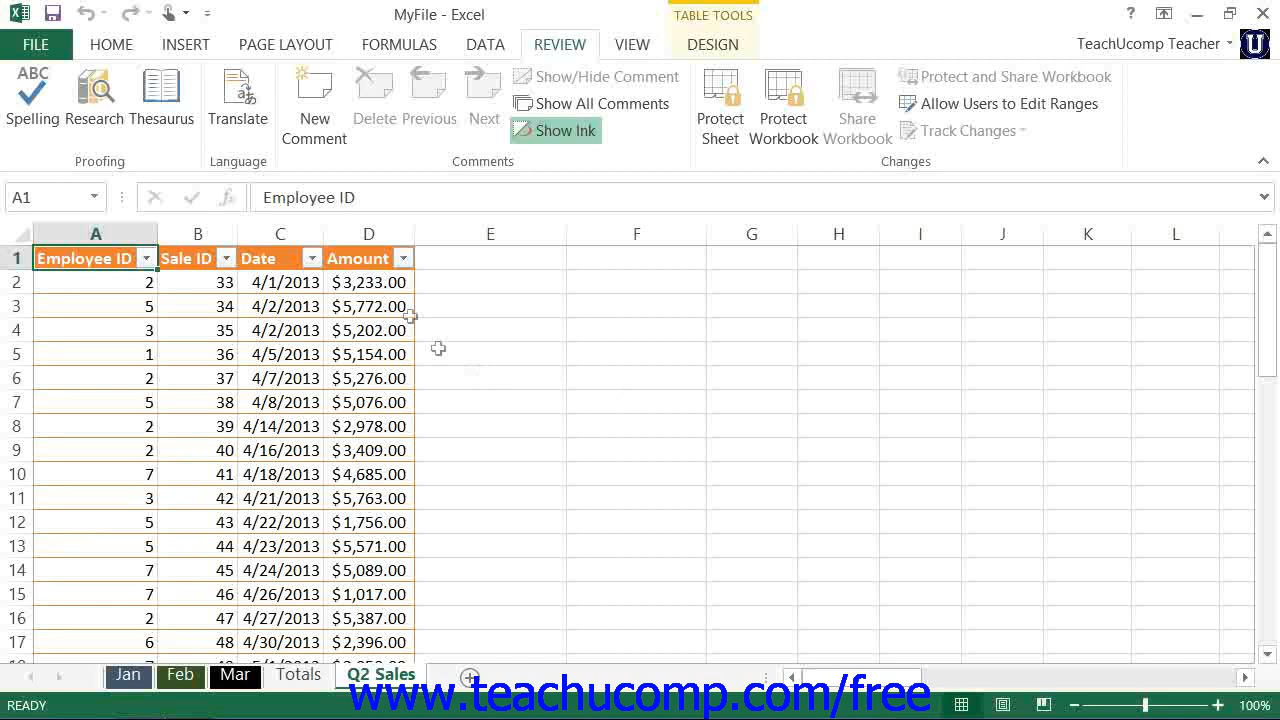 MyFile - Excel
TABLE TOOLS
?
FILE HOME INSERT PAGE LAYOUT FORMULAS DATA REVIEW VIEW DESIGN TeachUcomp Teacher U
ABC
Spelling Research Thesaurus
Proofing
Translate
Language
New Comment
Delete Previous Next
Show/Hide Comment
Show All Comments
Show Ink
Comments
Protect Sheet
Protect Workbook
Share Workbook
Protect and Share Workbook
Allow Users to Edit Ranges
Track Changes
Changes
A1 fx Employee ID
A B C D E F G H I J K L
1 Employee ID Sale ID Date Amount
2 2 33 4/1/2013 $3,233.00
3 5 34 4/2/2013 $5,772.00
4 3 35 4/2/2013 $5,202.00
5 1 36 4/5/2013 $5,154.00
6 2 37 4/7/2013 $5,276.00
7 5 38 4/8/2013 $5,076.00
8 2 39 4/14/2013 $2,978.00
9 2 40 4/16/2013 $3,409.00
10 7 41 4/18/2013 $4,685.00
11 3 42 4/21/2013 $5,763.00
12 5 43 4/22/2013 $1,756.00
13 5 44 4/23/2013 $5,571.00
14 7 45 4/24/2013 $5,089.00
15 7 46 4/26/2013 $1,017.00
16 2 47 4/27/2013 $5,387.00
17 6 48 4/30/2013 $2,396.00
Jan Feb Mar Totals Q2 Sales
www.teachucomp.com/free
READY 100%